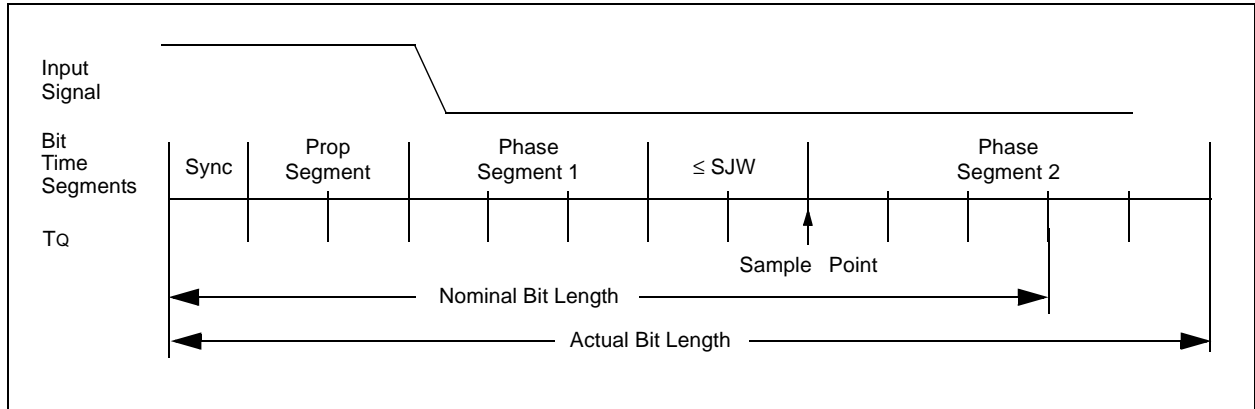 Input
Signal
Bit
Time
Segments
Sync
Prop
Segment
Phase
Segment 1
≤ SJW
Phase
Segment 2
TQ
Sample Point
Nominal Bit Length
Actual Bit Length